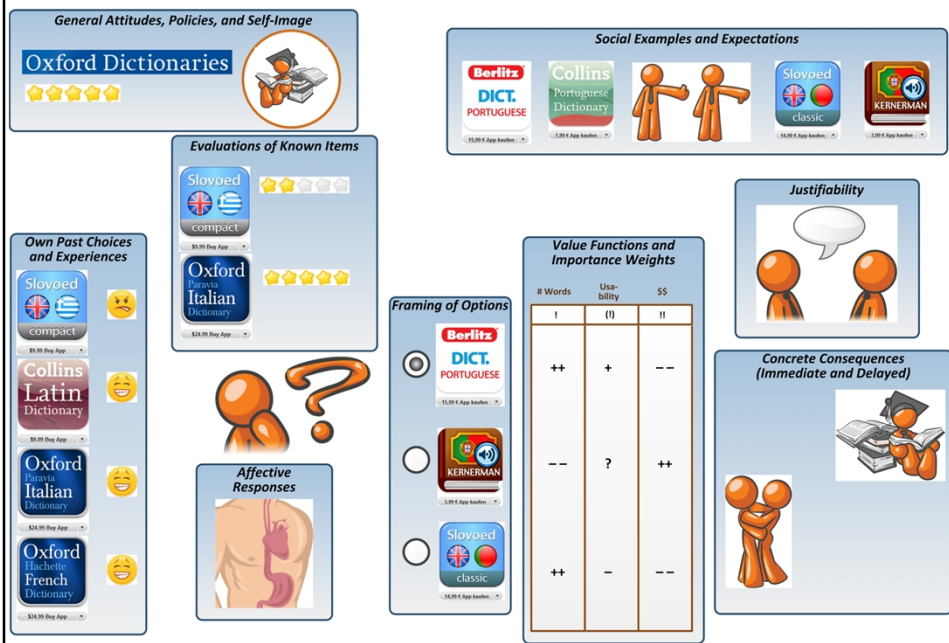 General Attitudes, Policies, and Self-Image
Oxford Dictionaries
Social Examples and Expectations
Berlitz
DICT.
PORTUGUESE
15,99 € App kaufen
Collins
Portuguese
Dictionary
7,99 € App kaufen
Slovoed
classic
14,99 € App kaufen
KERNERMAN
3,99 € App kaufen
Evaluations of Known Items
Slovoed
compact
$9.99 Buy App
Oxford
Paravia
Italian
Dictionary
$24.99 Buy App
Own Past Choices
and Experiences
Slovoed
compact
$9.99 Buy App
Collins
Latin
Dictionary
$9.99 Buy App
Oxford
Paravia
Italian
Dictionary
$24.99 Buy App
Oxford
Hachette
French
Dictionary
$24.99 Buy App
Affective
Responses
Framing of Options
Berlitz
DICT.
PORTUGUESE
15,99 € App kaufen
KERNERMAN
3,99 € App kaufen
Slovoed
classic
14,99 € App kaufen
Value Functions and
Importance Weights
# Words Usa-bility $$
! (!) !!
++ + --
-- ? ++
++ - --
Justifiability
Concrete Consequences
(Immediate and Delayed)